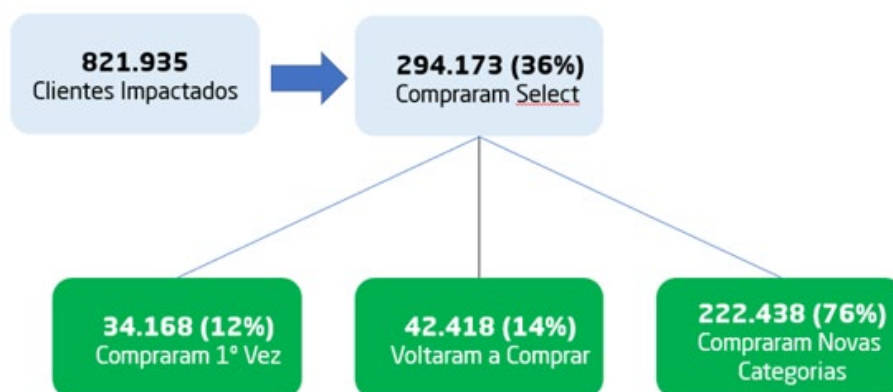 821.935
Clientes Impactados
294.173 (36%)
Compraram Select
34.168 (12%)
Compraram 1º Vez
42.418 (14%)
Voltaram a Comprar
222.438 (76%)
Compraram Novas
Categorias